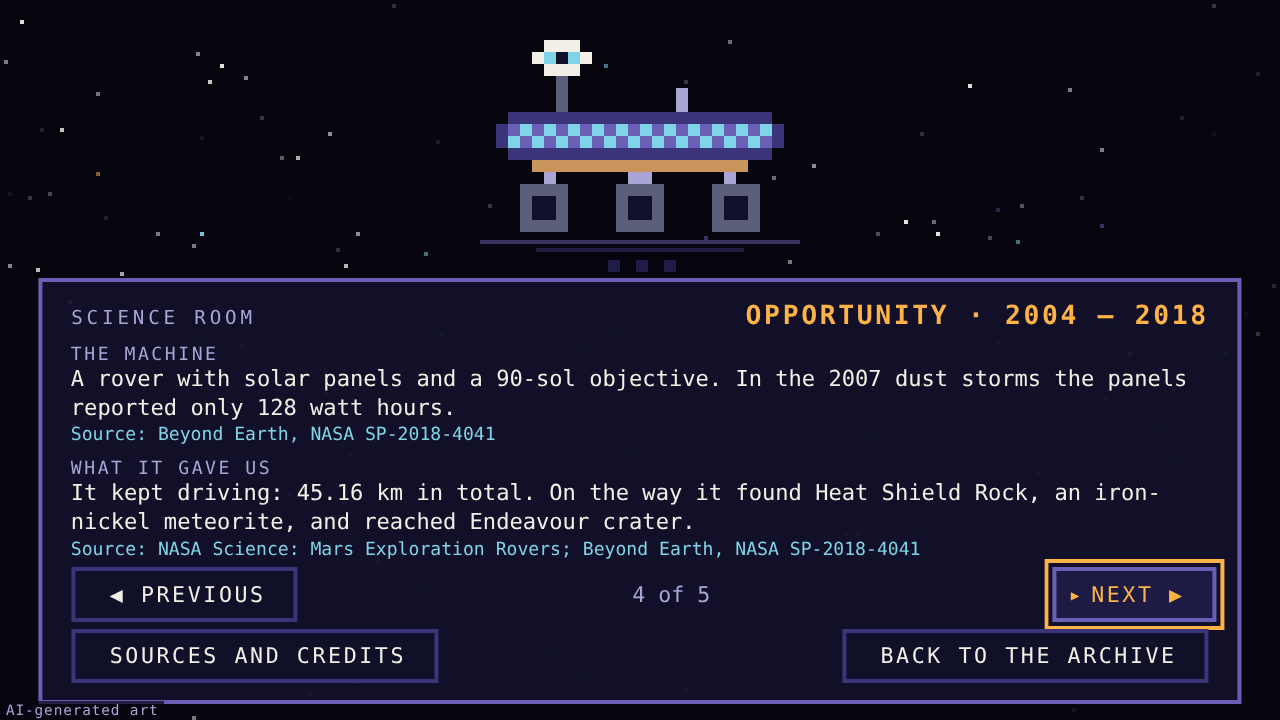 SCIENCE ROOM
OPPORTUNITY · 2004 — 2018
THE MACHINE
A rover with solar panels and a 90-sol objective. In the 2007 dust storms the panels
reported only 128 watt hours.
Source: Beyond Earth, NASA SP-2018-4041
WHAT IT GAVE US
It kept driving: 45.16 km in total. On the way it found Heat Shield Rock, an iron-
nickel meteorite, and reached Endeavour crater.
Source: NASA Science: Mars Exploration Rovers; Beyond Earth, NASA SP-2018-4041
◀ PREVIOUS
4 of 5
▸ NEXT ▶
SOURCES AND CREDITS
BACK TO THE ARCHIVE
AI-generated art